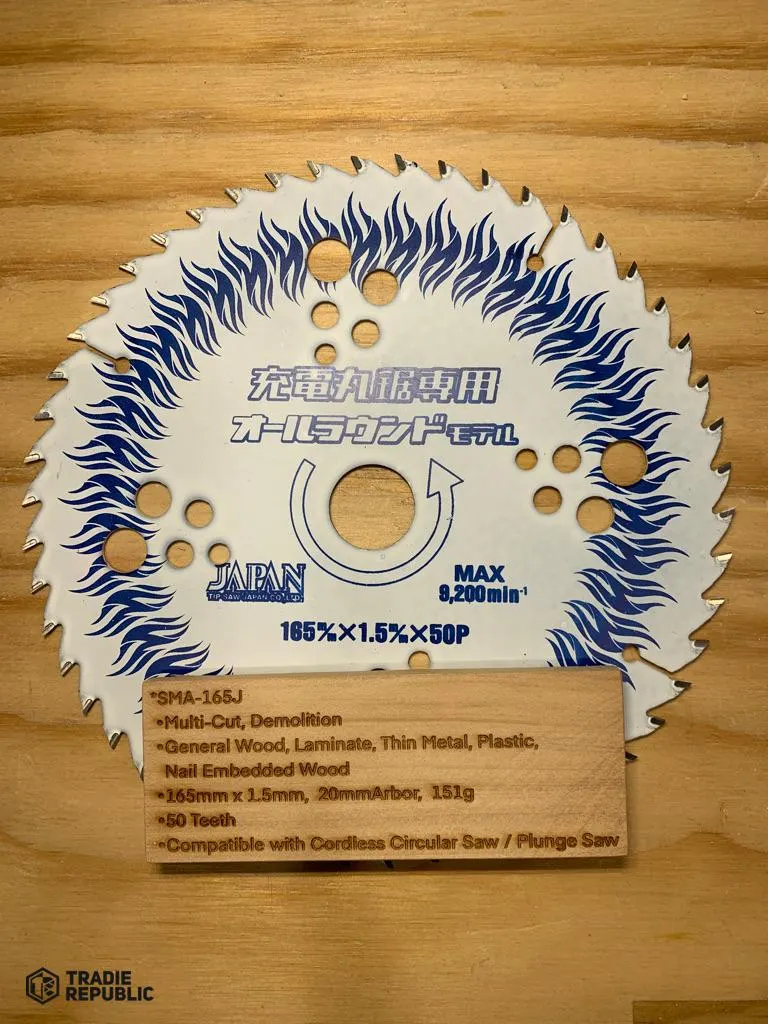 充電丸鋸専用
オールラウンドモデル
JAPAN
TIP SAW JAPAN CO.,LTD.
MAX
9,200min⁻¹
165㎜×1.5㎜×50P
*SMA-165J
•Multi-Cut, Demolition
•General Wood, Laminate, Thin Metal, Plastic,
Nail Embedded Wood
•165mm x 1.5mm, 20mmArbor, 151g
•50 Teeth
•Compatible with Cordless Circular Saw / Plunge Saw
TRADIE
REPUBLIC